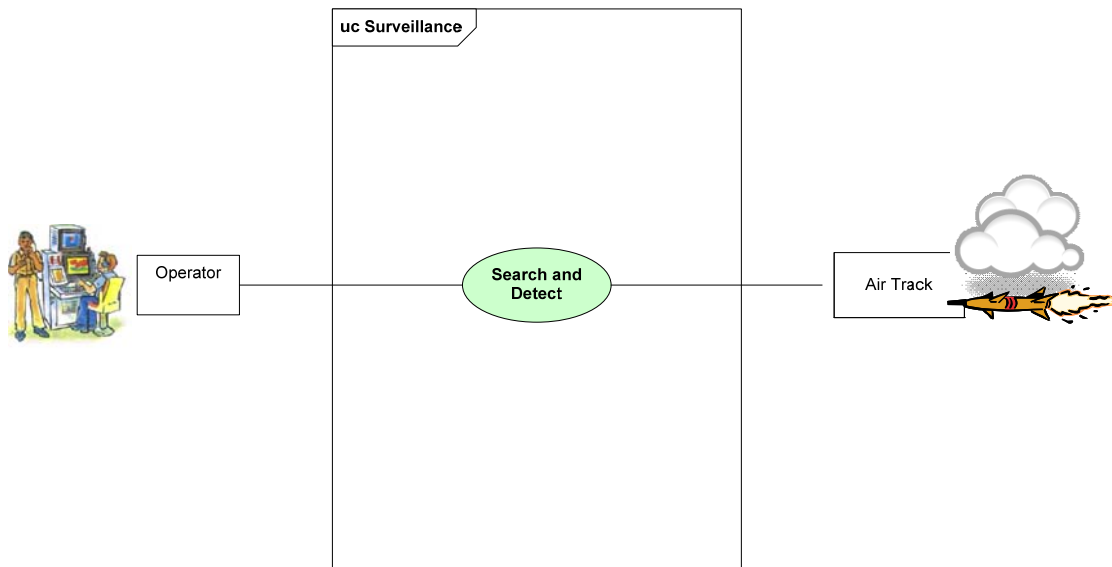 uc Surveillance
Operator
Search and
Detect
Air Track